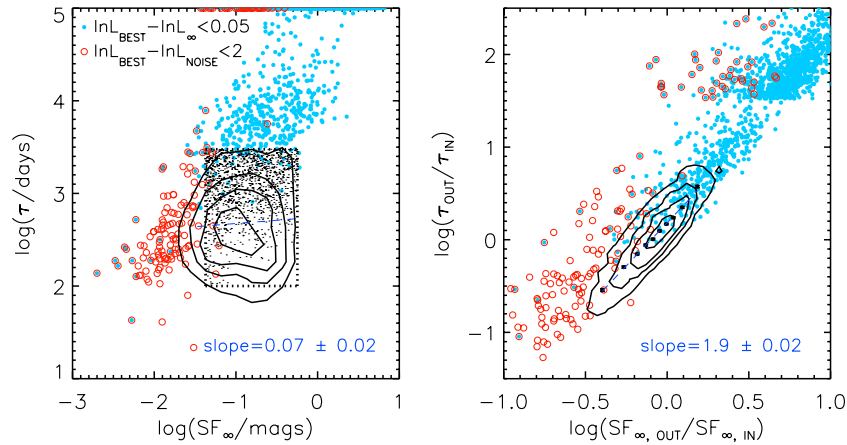 lnL_BEST−lnL_∞<0.05
lnL_BEST−lnL_NOISE<2
log(τ/days)
5
4
3
2
1
slope=0.07 ± 0.02
−3
−2
−1
0
log(SF_∞/mags)
log(τ_OUT/τ_IN)
2
1
0
−1
slope=1.9 ± 0.02
−1.0
−0.5
0.0
0.5
1.0
log(SF_∞, OUT/SF_∞, IN)